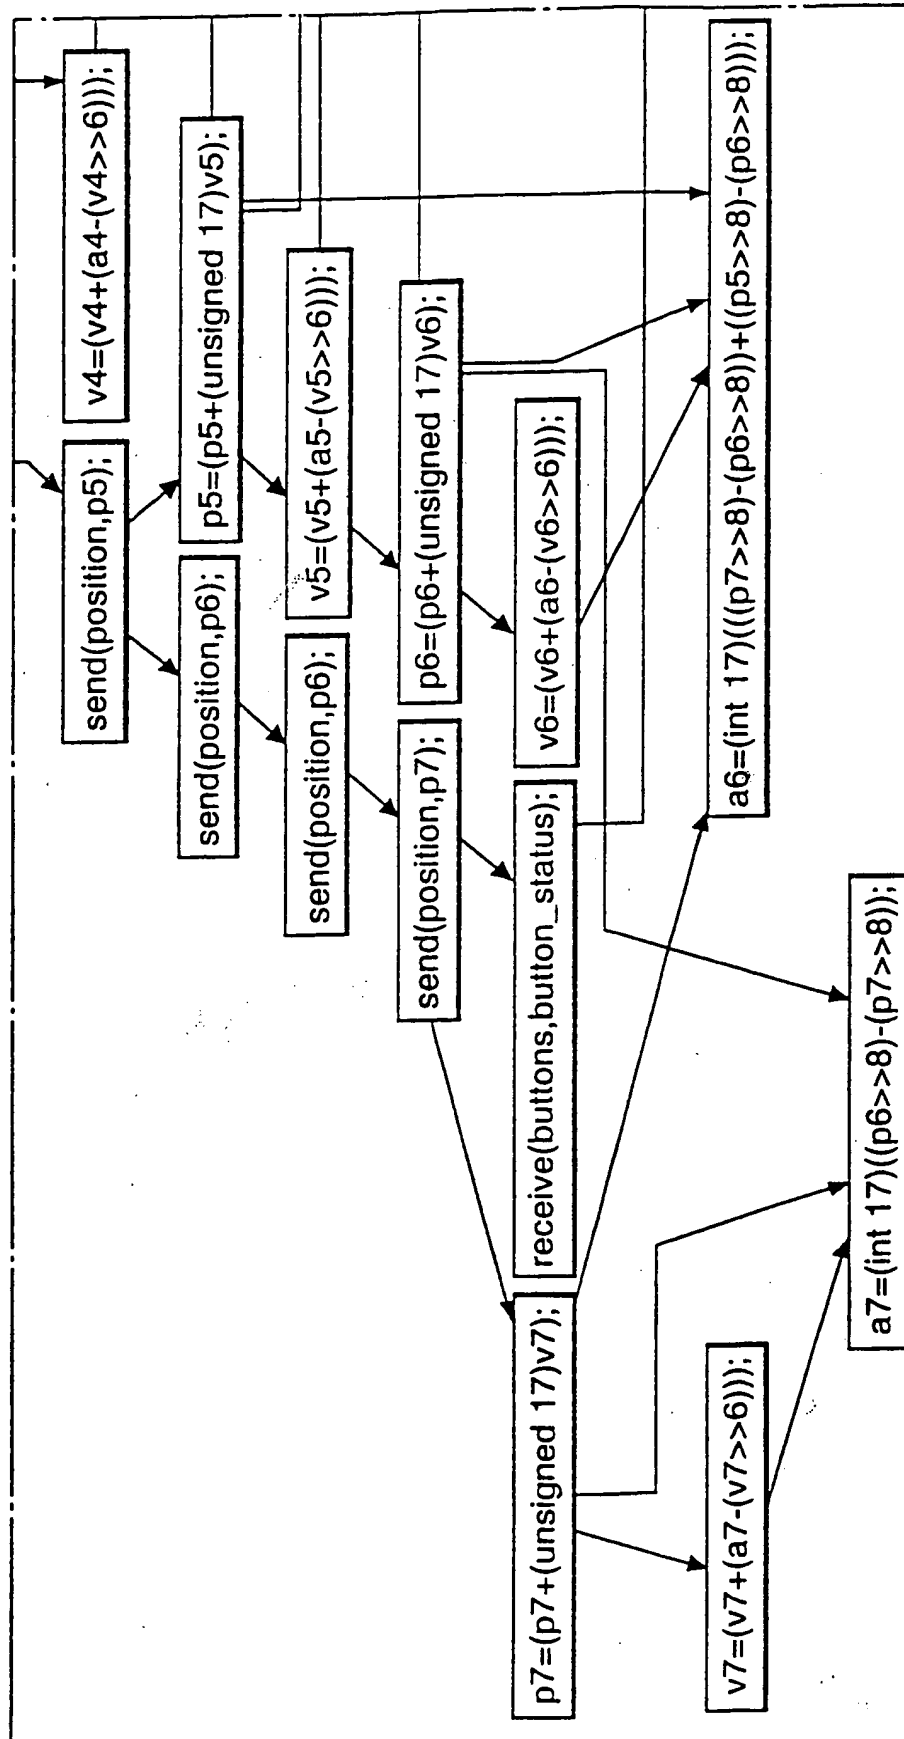 v4=(v4+(a4-(v4>>6)));
send(position,p5);
p5=(p5+(unsigned 17)v5);
send(position,p6);
v5=(v5+(a5-(v5>>6)));
send(position,p6);
p6=(p6+(unsigned 17)v6);
send(position,p7);
v6=(v6+(a6-(v6>>6)));
receive(buttons,button_status);
p7=(p7+(unsigned 17)v7);
a6=(int 17)(((p7>>8)-(p6>>8))+((p5>>8)-(p6>>8)));
v7=(v7+(a7-(v7>>6)));
a7=(int 17)((p6>>8)-(p7>>8));